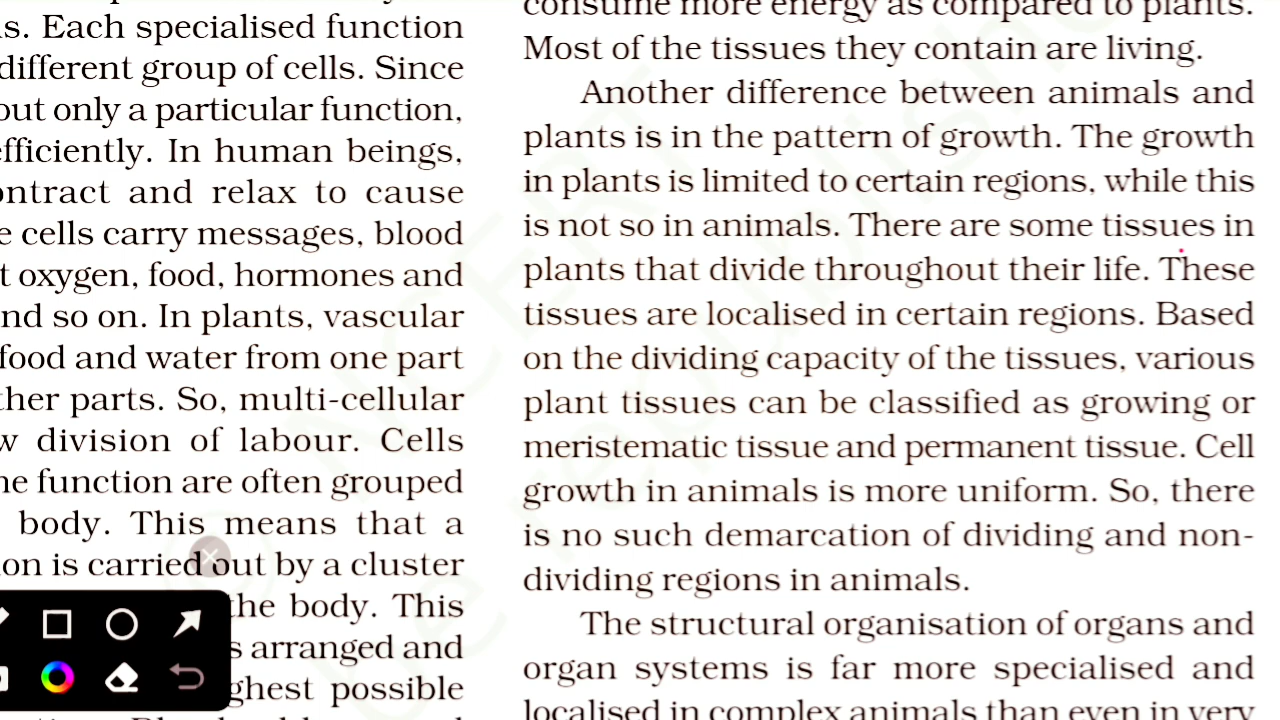 s. Each specialised function
different group of cells. Since
out only a particular function,
efficiently. In human beings,
ontract and relax to cause
e cells carry messages, blood
t oxygen, food, hormones and
nd so on. In plants, vascular
food and water from one part
ther parts. So, multi-cellular
w division of labour. Cells
ne function are often grouped
body. This means that a
on is carried out by a cluster
the body. This
s arranged and
ghest possible
consume more energy as compared to plants.
Most of the tissues they contain are living.
Another difference between animals and
plants is in the pattern of growth. The growth
in plants is limited to certain regions, while this
is not so in animals. There are some tissues in
plants that divide throughout their life. These
tissues are localised in certain regions. Based
on the dividing capacity of the tissues, various
plant tissues can be classified as growing or
meristematic tissue and permanent tissue. Cell
growth in animals is more uniform. So, there
is no such demarcation of dividing and non-
dividing regions in animals.
The structural organisation of organs and
organ systems is far more specialised and
localised in complex animals than even in very